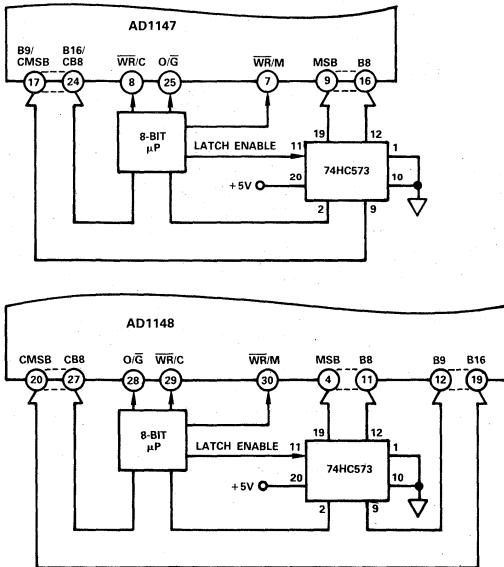 AD1147
B9/ B16/
CMSB CB8 WR/C O/G WR/M MSB B8
17 24 8 25 7 9 16
8-BIT
μP
LATCH ENABLE
11 19 12 1
74HC573
+5V 20 10
2 9
AD1148
CMSB CB8 O/G WR/C WR/M MSB B8 B9 B16
20 27 28 29 30 4 11 12 19
8-BIT
μP
LATCH ENABLE
11 19 12 1
74HC573
+5V 20 10
2 9